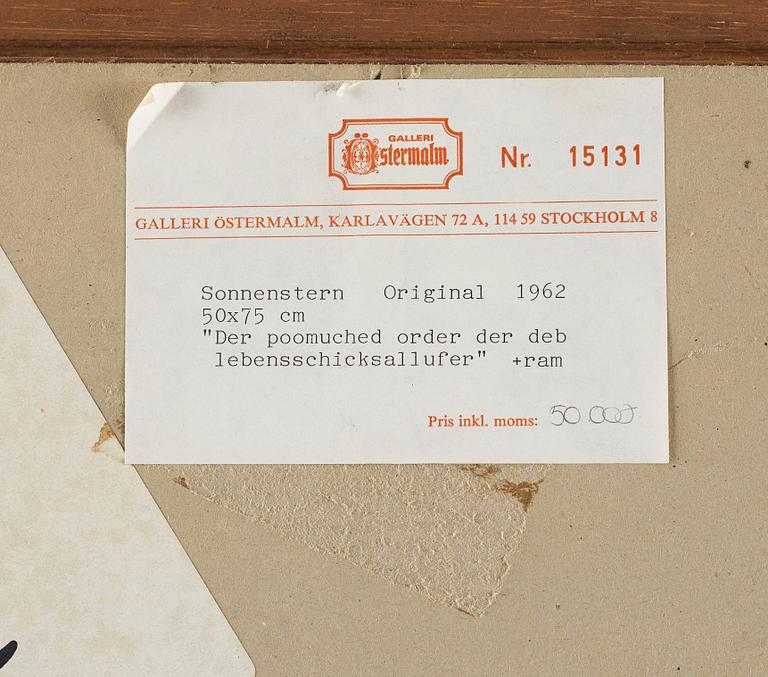 GALLERI
Östermalm
Nr. 15131
GALLERI ÖSTERMALM, KARLAVÄGEN 72 A, 114 59 STOCKHOLM 8
Sonnenstern Original 1962
50x75 cm
"Der poomuched order der deb
lebensschicksallufer" +ram
Pris inkl. moms: 50 000